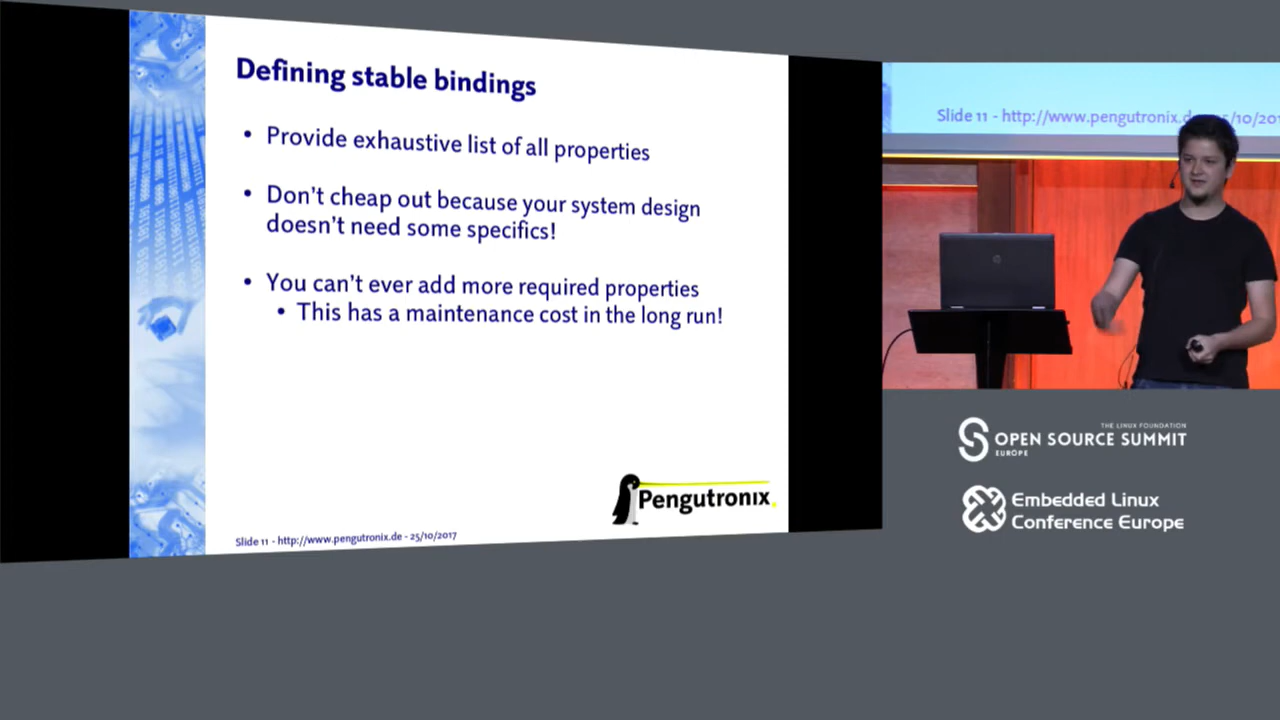 Defining stable bindings
• Provide exhaustive list of all properties
• Don't cheap out because your system design
doesn't need some specifics!
• You can't ever add more required properties
• This has a maintenance cost in the long run!
Pengutronix
Slide 11 - http://www.pengutronix.de - 25/10/2017
Slide 11 - http://www.pengutronix.d
THE LINUX FOUNDATION
OPEN SOURCE SUMMIT
EUROPE
Embedded Linux
Conference Europe